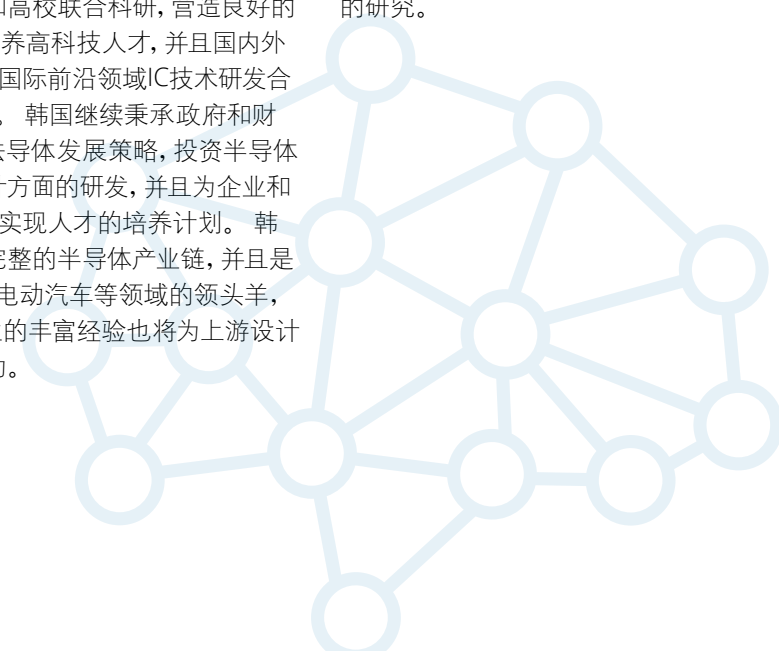 高校联合科研,营造良好的
养高科技人才,并且国内外
国际前沿领域IC技术研发合
。 韩国继续秉承政府和财
导体发展策略,投资半导体
方面的研发,并且为企业和
实现人才的培养计划。 韩
整的半导体产业链,并且是
电动汽车等领域的领头羊,
的丰富经验也将为上游设计
。
的研究。